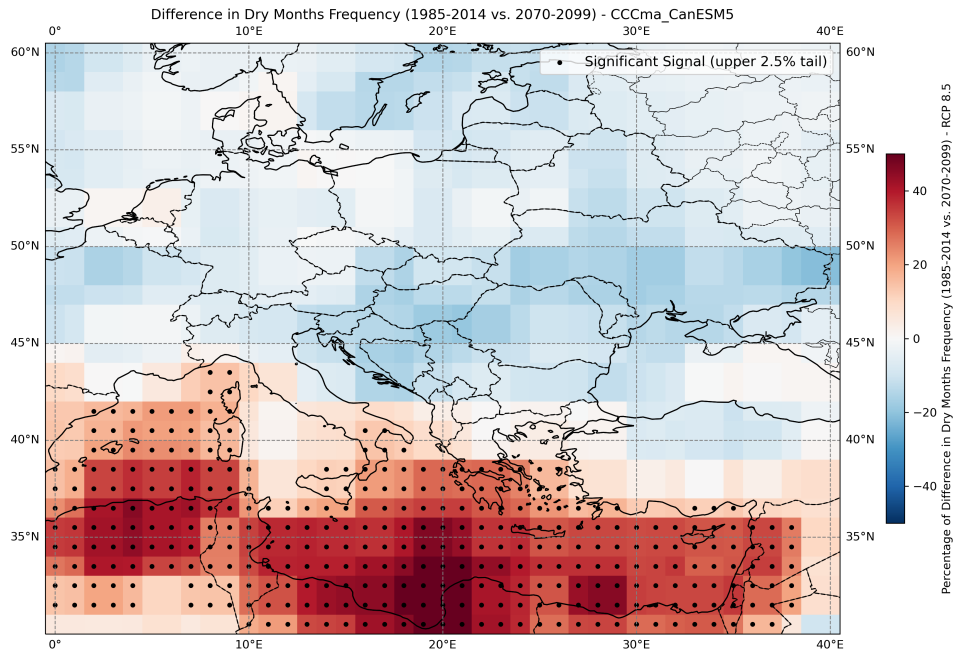 Difference in Dry Months Frequency (1985-2014 vs. 2070-2099) - CCCma_CanESM5
0° 10°E 20°E 30°E 40°E
60°N 60°N
Significant Signal (upper 2.5% tail)
55°N 55°N
50°N 50°N
45°N 45°N
40°N 40°N
35°N 35°N
0° 10°E 20°E 30°E 40°E
40
20
0
−20
−40
Percentage of Difference in Dry Months Frequency (1985-2014 vs. 2070-2099) - RCP 8.5